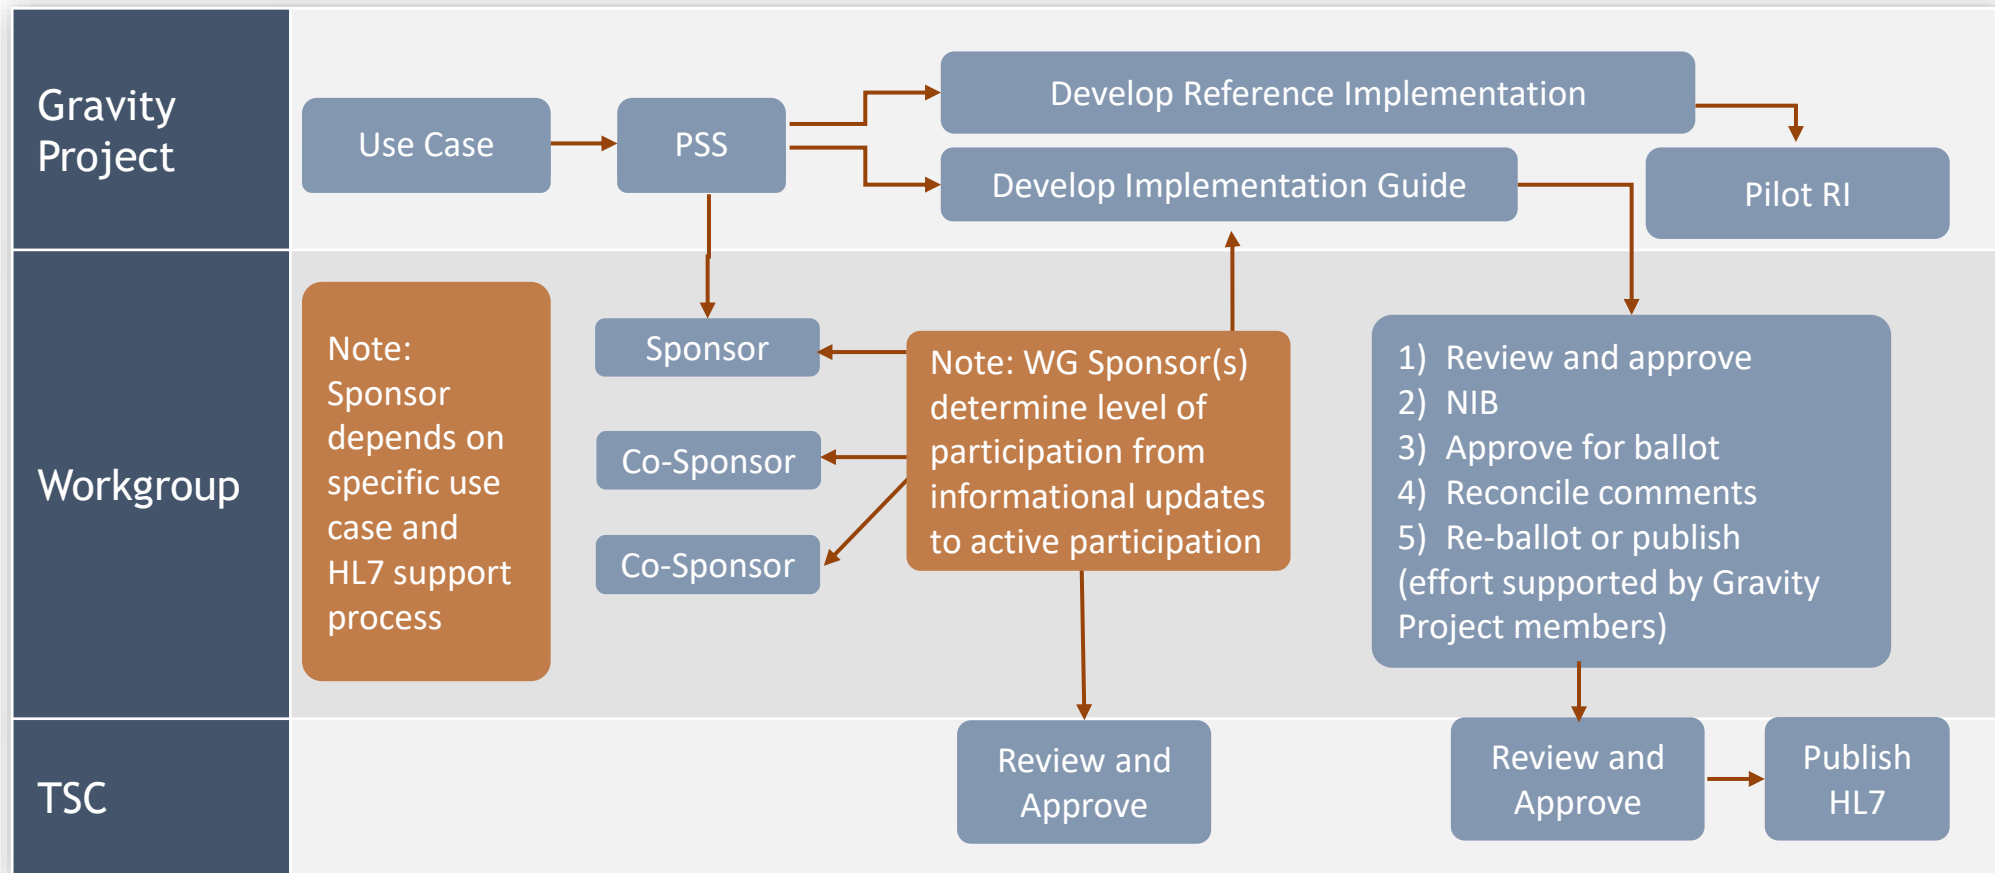 Gravity
Project
Use Case
PSS
Develop Reference Implementation
Develop Implementation Guide
Pilot RI
Workgroup
Note:
Sponsor
depends on
specific use
case and
HL7 support
process
Sponsor
Co-Sponsor
Co-Sponsor
Note: WG Sponsor(s)
determine level of
participation from
informational updates
to active participation
1) Review and approve
2) NIB
3) Approve for ballot
4) Reconcile comments
5) Re-ballot or publish
(effort supported by Gravity
Project members)
TSC
Review and
Approve
Review and
Approve
Publish
HL7